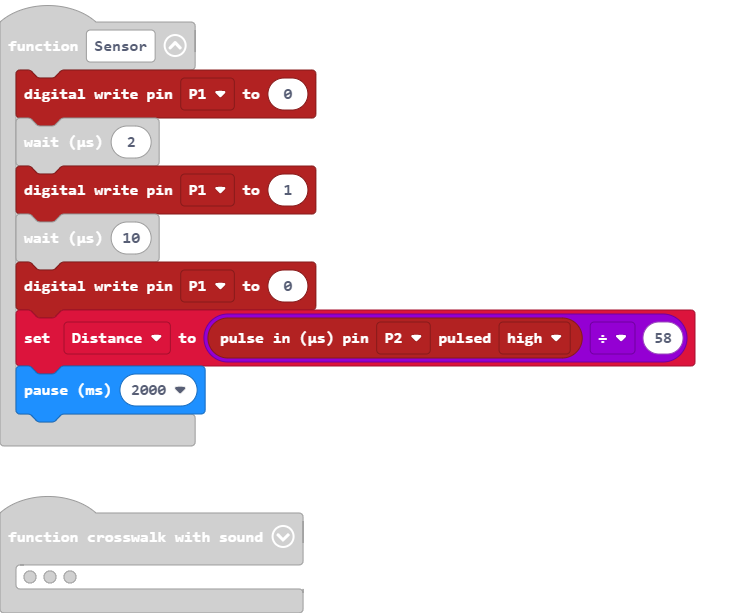 function Sensor
digital write pin P1 to 0
wait (µs) 2
digital write pin P1 to 1
wait (µs) 10
digital write pin P1 to 0
set Distance to pulse in (µs) pin P2 pulsed high ÷ 58
pause (ms) 2000
function crosswalk with sound